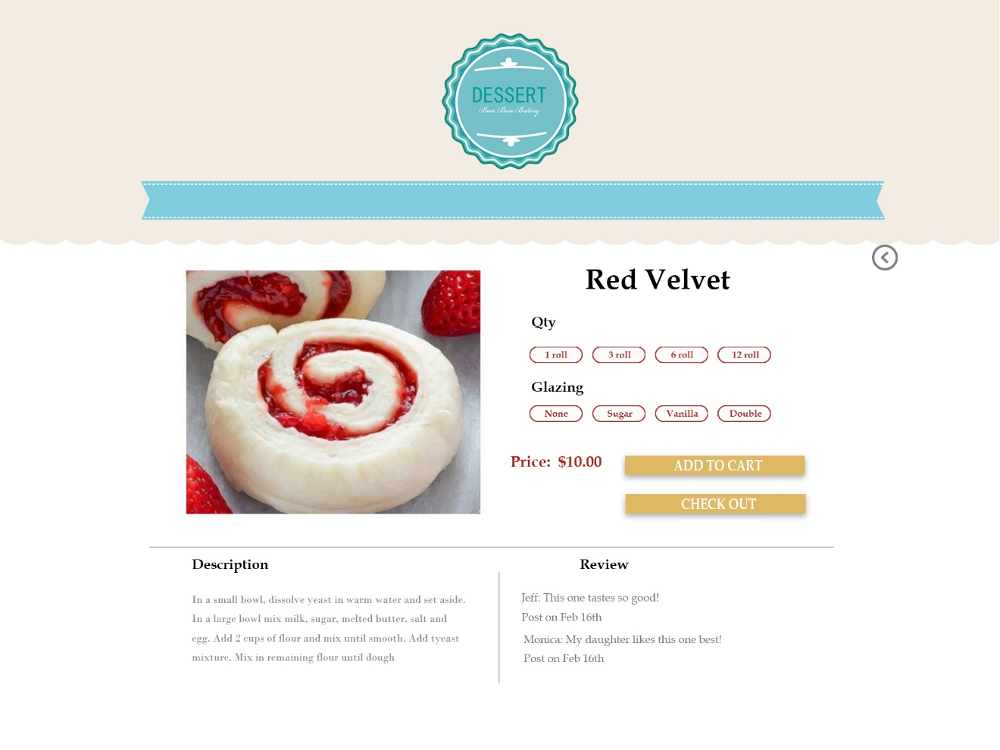 DESSERT
Bun Bun Bakery
Red Velvet
Qty
1 roll 3 roll 6 roll 12 roll
Glazing
None Sugar Vanilla Double
Price: $10.00
ADD TO CART
CHECK OUT
Description
In a small bowl, dissolve yeast in warm water and set aside.
In a large bowl mix milk, sugar, melted butter, salt and
egg. Add 2 cups of flour and mix until smooth. Add tyeast
mixture. Mix in remaining flour until dough
Review
Jeff: This one tastes so good!
Post on Feb 16th
Monica: My daughter likes this one best!
Post on Feb 16th